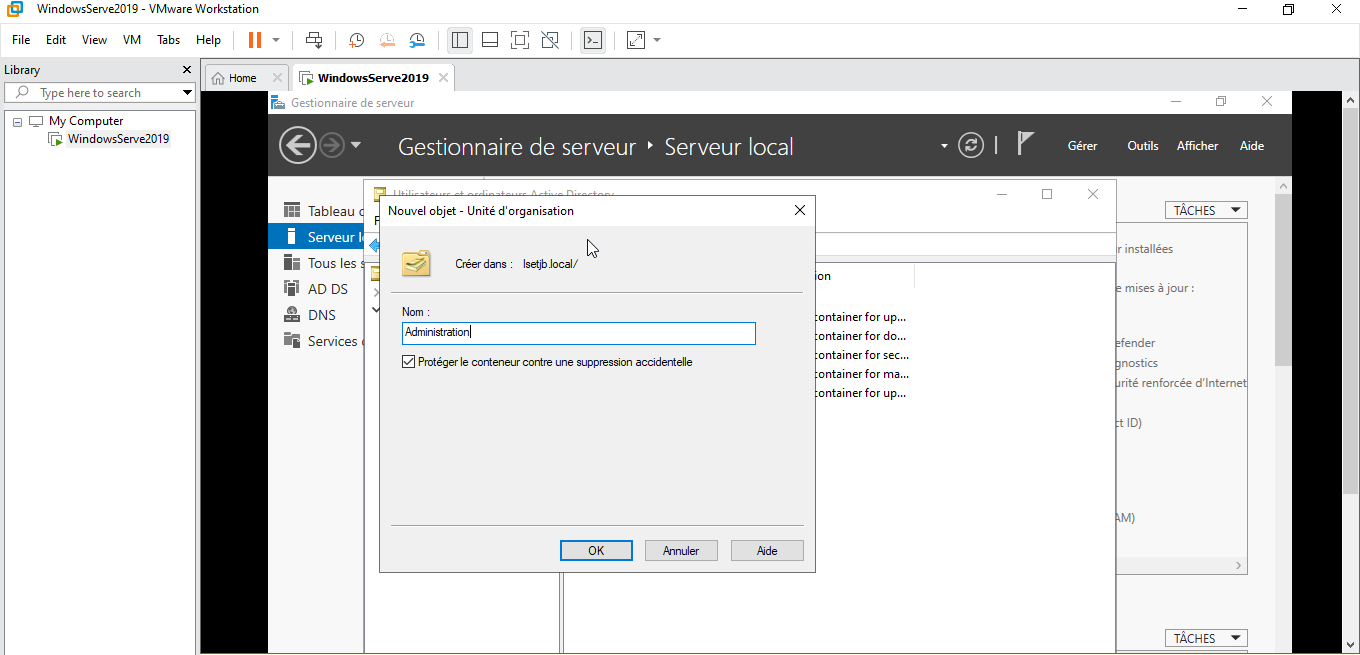 WindowsServe2019 - VMware Workstation
File Edit View VM Tabs Help
Library
Type here to search
My Computer
WindowsServe2019
Home
WindowsServe2019
Gestionnaire de serveur
Gestionnaire de serveur Serveur local
Gérer Outils Afficher Aide
Utilisateurs et ordinateurs Active Directory
Tableau
Serveur
Tous les
AD DS
DNS
Services
Nouvel objet - Unité d'organisation
Créer dans : Isetjb.local/
Nom :
Administration
Protéger le conteneur contre une suppression accidentelle
OK Annuler Aide
container for up...
container for do...
container for sec...
container for ma...
container for up...
TÂCHES
installées
mises à jour :
efender
gnostics
urité renforcée d'Internet
ct ID)
AM)
TÂCHES